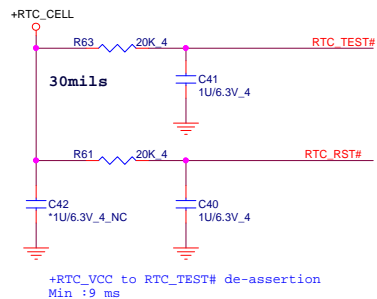 +RTC_CELL
R63 20K_4 RTC_TEST#
30mils
C41
1U/6.3V_4
R61 20K_4 RTC_RST#
C42 C40
*1U/6.3V_4_NC 1U/6.3V_4
+RTC_VCC to RTC_TEST# de-assertion
Min :9 ms